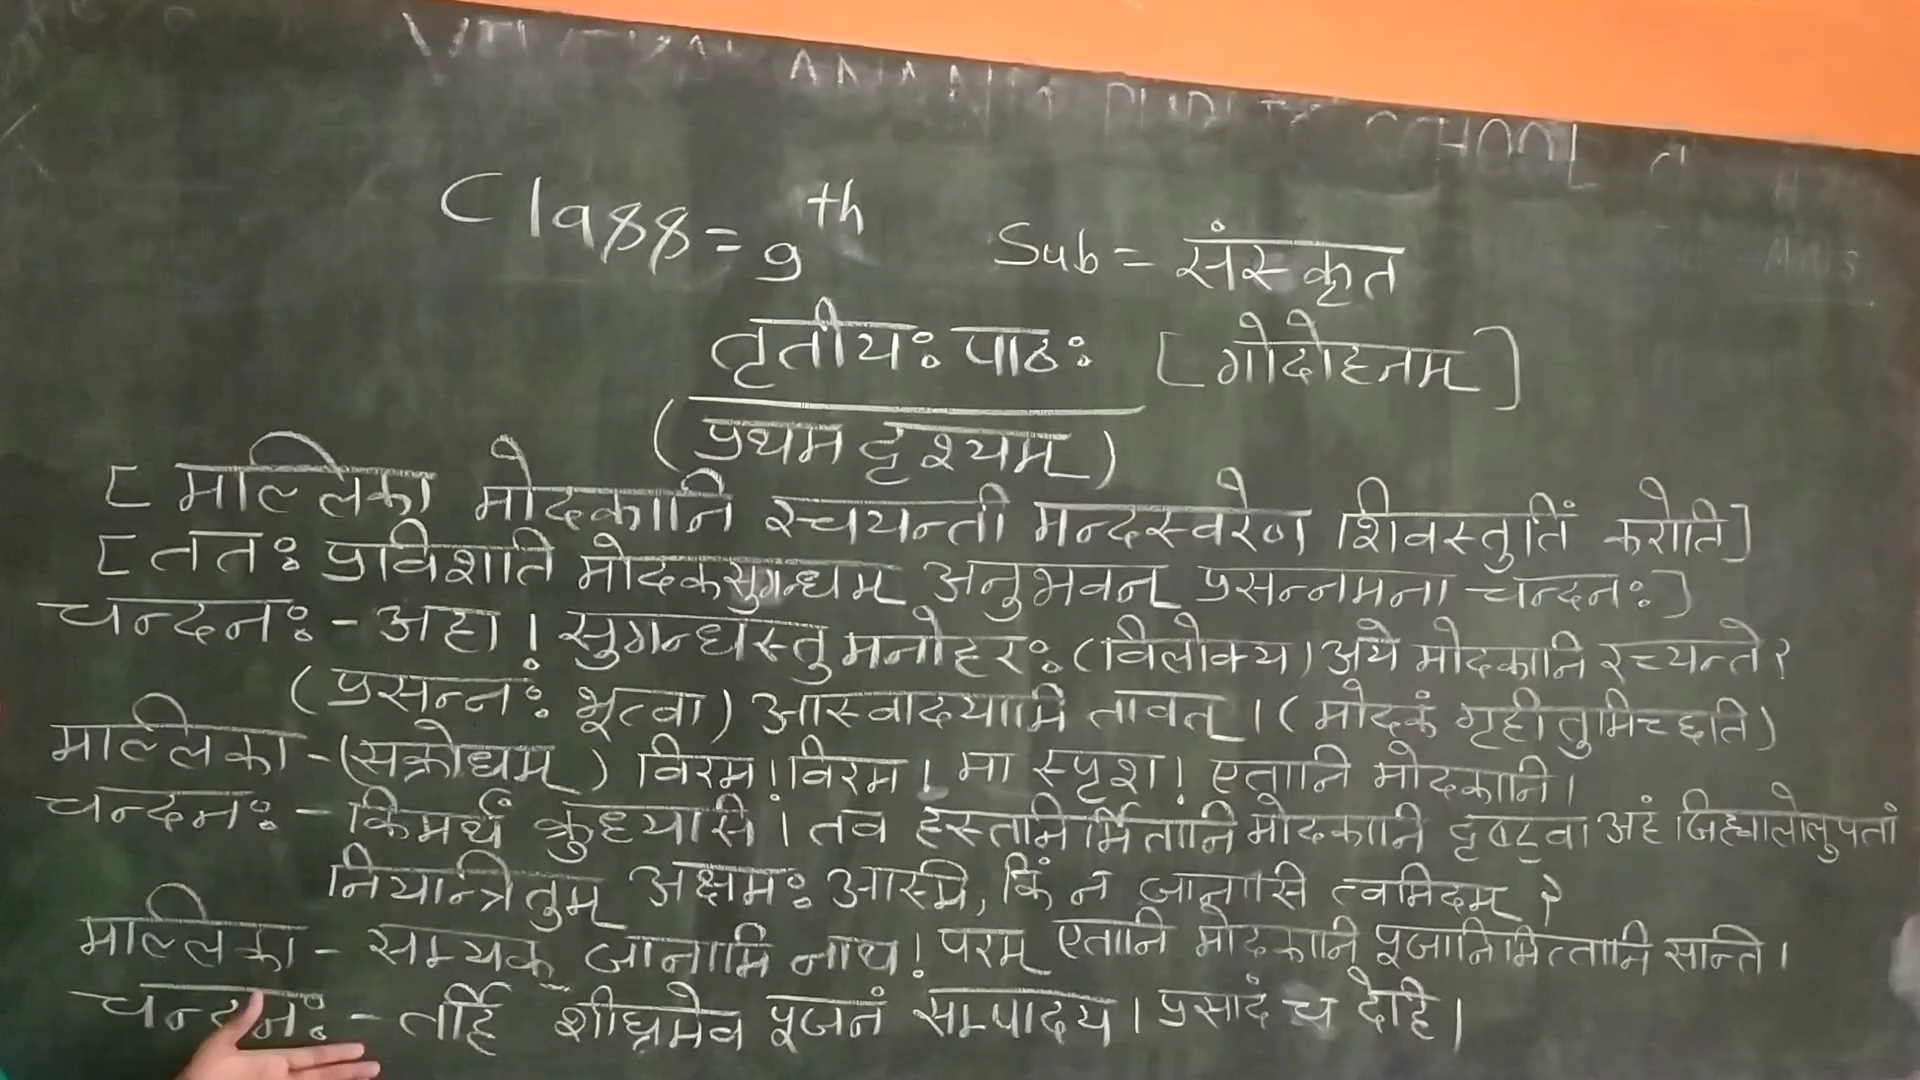 SCHOOL
Class = 9th Sub = संस्कृत
तृतीयः पाठः [गोदोहनम्]
(प्रथम दृश्यम्)
[मल्लिका मोदकानि रचयन्ती मन्दस्वरेण शिवस्तुतिं करोति]
[ततः प्रविशति मोदकसुगन्धम् अनुभवन् प्रसन्नमना चन्दनः]
चन्दनः - अहा! सुगन्धस्तु मनोहरः (विलोक्य) अये मोदकानि रच्यन्ते?
(प्रसन्नः भूत्वा) आस्वादयामि तावत्। (मोदकं गृहीतुमिच्छति)
मल्लिका - (सक्रोधम्) विरम! विरम। मा स्पृश! एतानि मोदकानि।
चन्दनः - किमर्थं क्रुध्यसि। तव हस्तनिर्मितानि मोदकानि दृष्ट्वा अहं जिह्वालोलुपतां
नियन्त्रितुम् अक्षमः अस्मि, किं न जानासि त्वमिदम्?
मल्लिका - सम्यक् जानामि नाथ! परम् एतानि मोदकानि पूजानिमित्तानि सन्ति।
चन्दनः - तर्हि शीघ्रमेव पूजनं सम्पादय। प्रसादं च देहि।